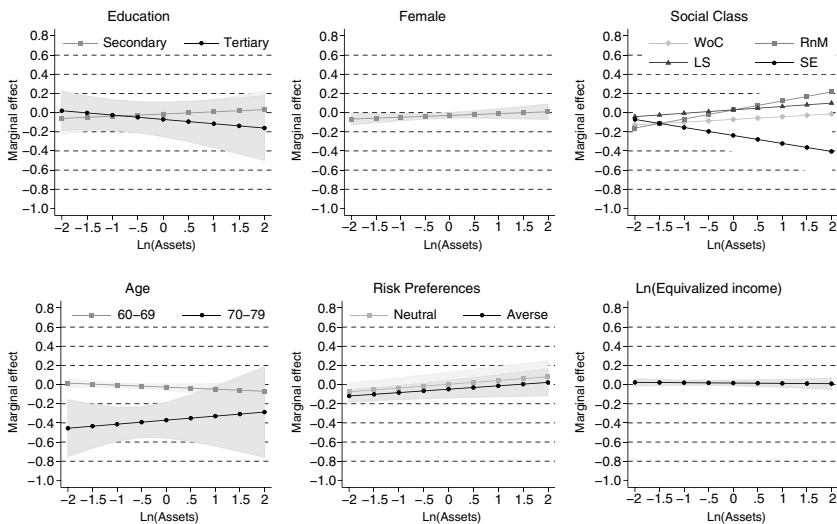 Education
Secondary Tertiary
Marginal effect
0.8
0.6
0.4
0.2
0.0
−0.2
−0.4
−0.6
−0.8
−1.0
−2 −1.5 −1 −.5 0 .5 1 1.5 2
Ln(Assets)
Female
Marginal effect
0.8
0.6
0.4
0.2
0.0
−0.2
−0.4
−0.6
−0.8
−1.0
−2 −1.5 −1 −.5 0 .5 1 1.5 2
Ln(Assets)
Social Class
WoC RnM
LS SE
Marginal effect
0.8
0.6
0.4
0.2
0.0
−0.2
−0.4
−0.6
−0.8
−1.0
−2 −1.5 −1 −.5 0 .5 1 1.5 2
Ln(Assets)
Age
60−69 70−79
Marginal effect
0.8
0.6
0.4
0.2
0.0
−0.2
−0.4
−0.6
−0.8
−1.0
−2 −1.5 −1 −.5 0 .5 1 1.5 2
Ln(Assets)
Risk Preferences
Neutral Averse
Marginal effect
0.8
0.6
0.4
0.2
0.0
−0.2
−0.4
−0.6
−0.8
−1.0
−2 −1.5 −1 −.5 0 .5 1 1.5 2
Ln(Assets)
Ln(Equivalized income)
Marginal effect
0.8
0.6
0.4
0.2
0.0
−0.2
−0.4
−0.6
−0.8
−1.0
−2 −1.5 −1 −.5 0 .5 1 1.5 2
Ln(Assets)